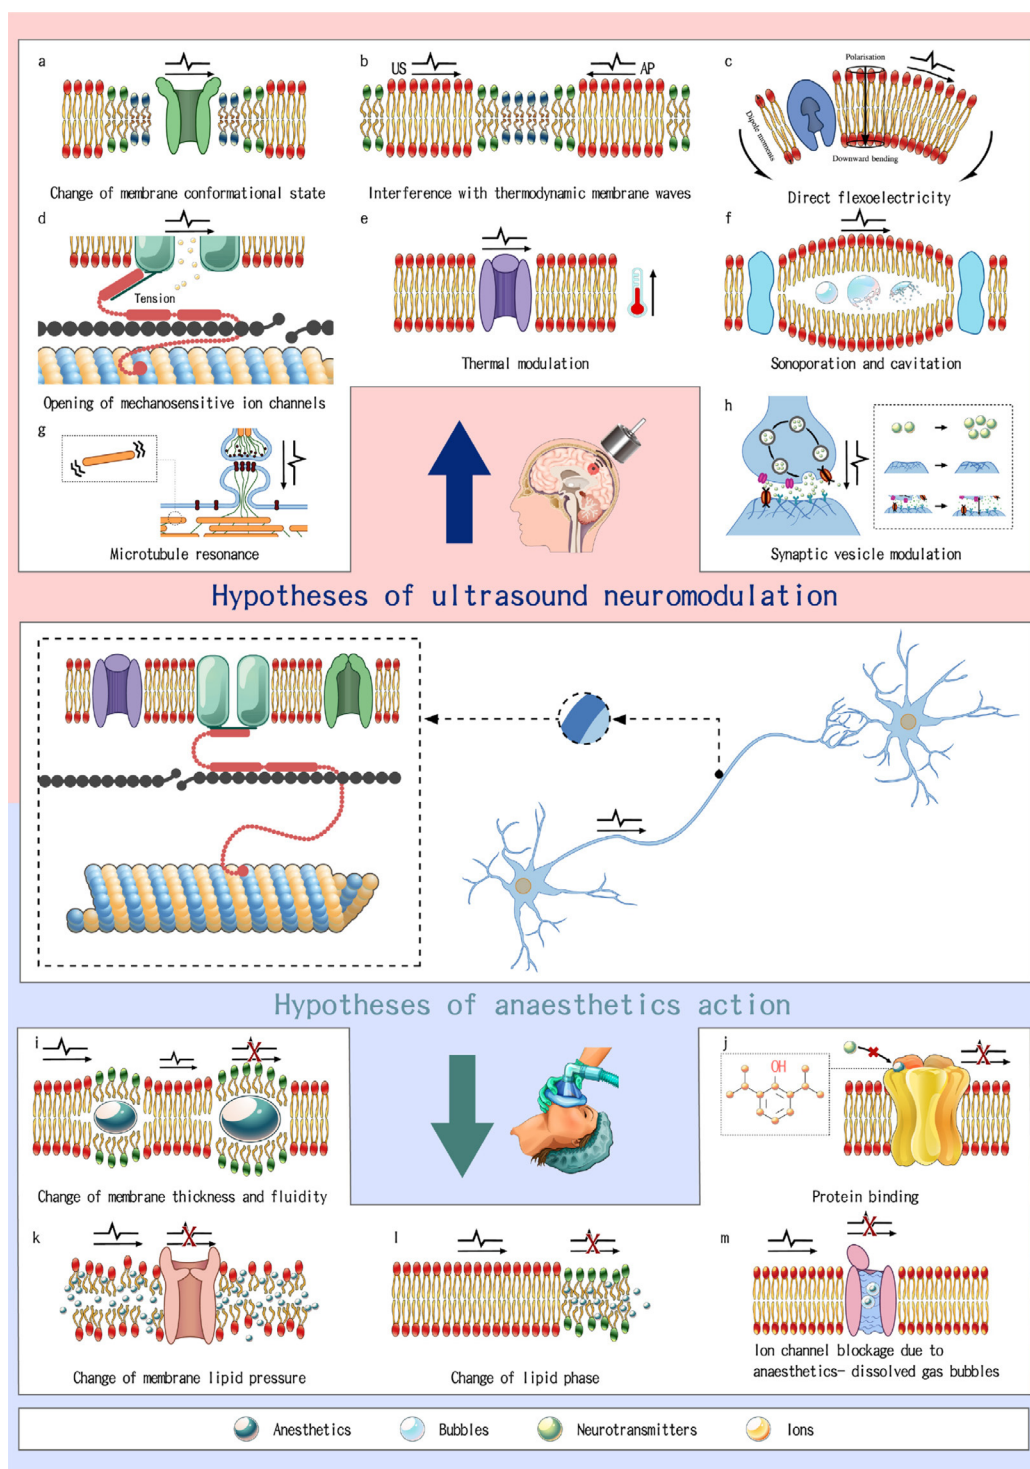 a
b
US
AP
c
Polarisation
Dipole moments
Downward bending
Change of membrane conformational state
Interference with thermodynamic membrane waves
Direct flexoelectricity
d
Tension
e
f
Thermal modulation
Sonoporation and cavitation
Opening of mechanosensitive ion channels
g
h
Microtubule resonance
Synaptic vesicle modulation
Hypotheses of ultrasound neuromodulation
Hypotheses of anaesthetics action
i
j
OH
Change of membrane thickness and fluidity
Protein binding
k
l
m
Change of membrane lipid pressure
Change of lipid phase
Ion channel blockage due to
anaesthetics- dissolved gas bubbles
Anesthetics
Bubbles
Neurotransmitters
Ions